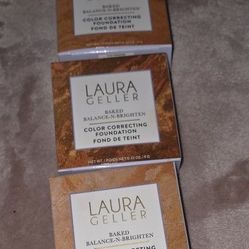 BAKED
BALANCE-N-BRIGHTEN
COLOR CORRECTING
FOUNDATION
FOND DE TEINT
LAURA
GELLER
BAKED
BALANCE-N-BRIGHTEN
COLOR CORRECTING
FOUNDATION
FOND DE TEINT
LAURA
GELLER
BAKED
BALANCE-N-BRIGHTEN